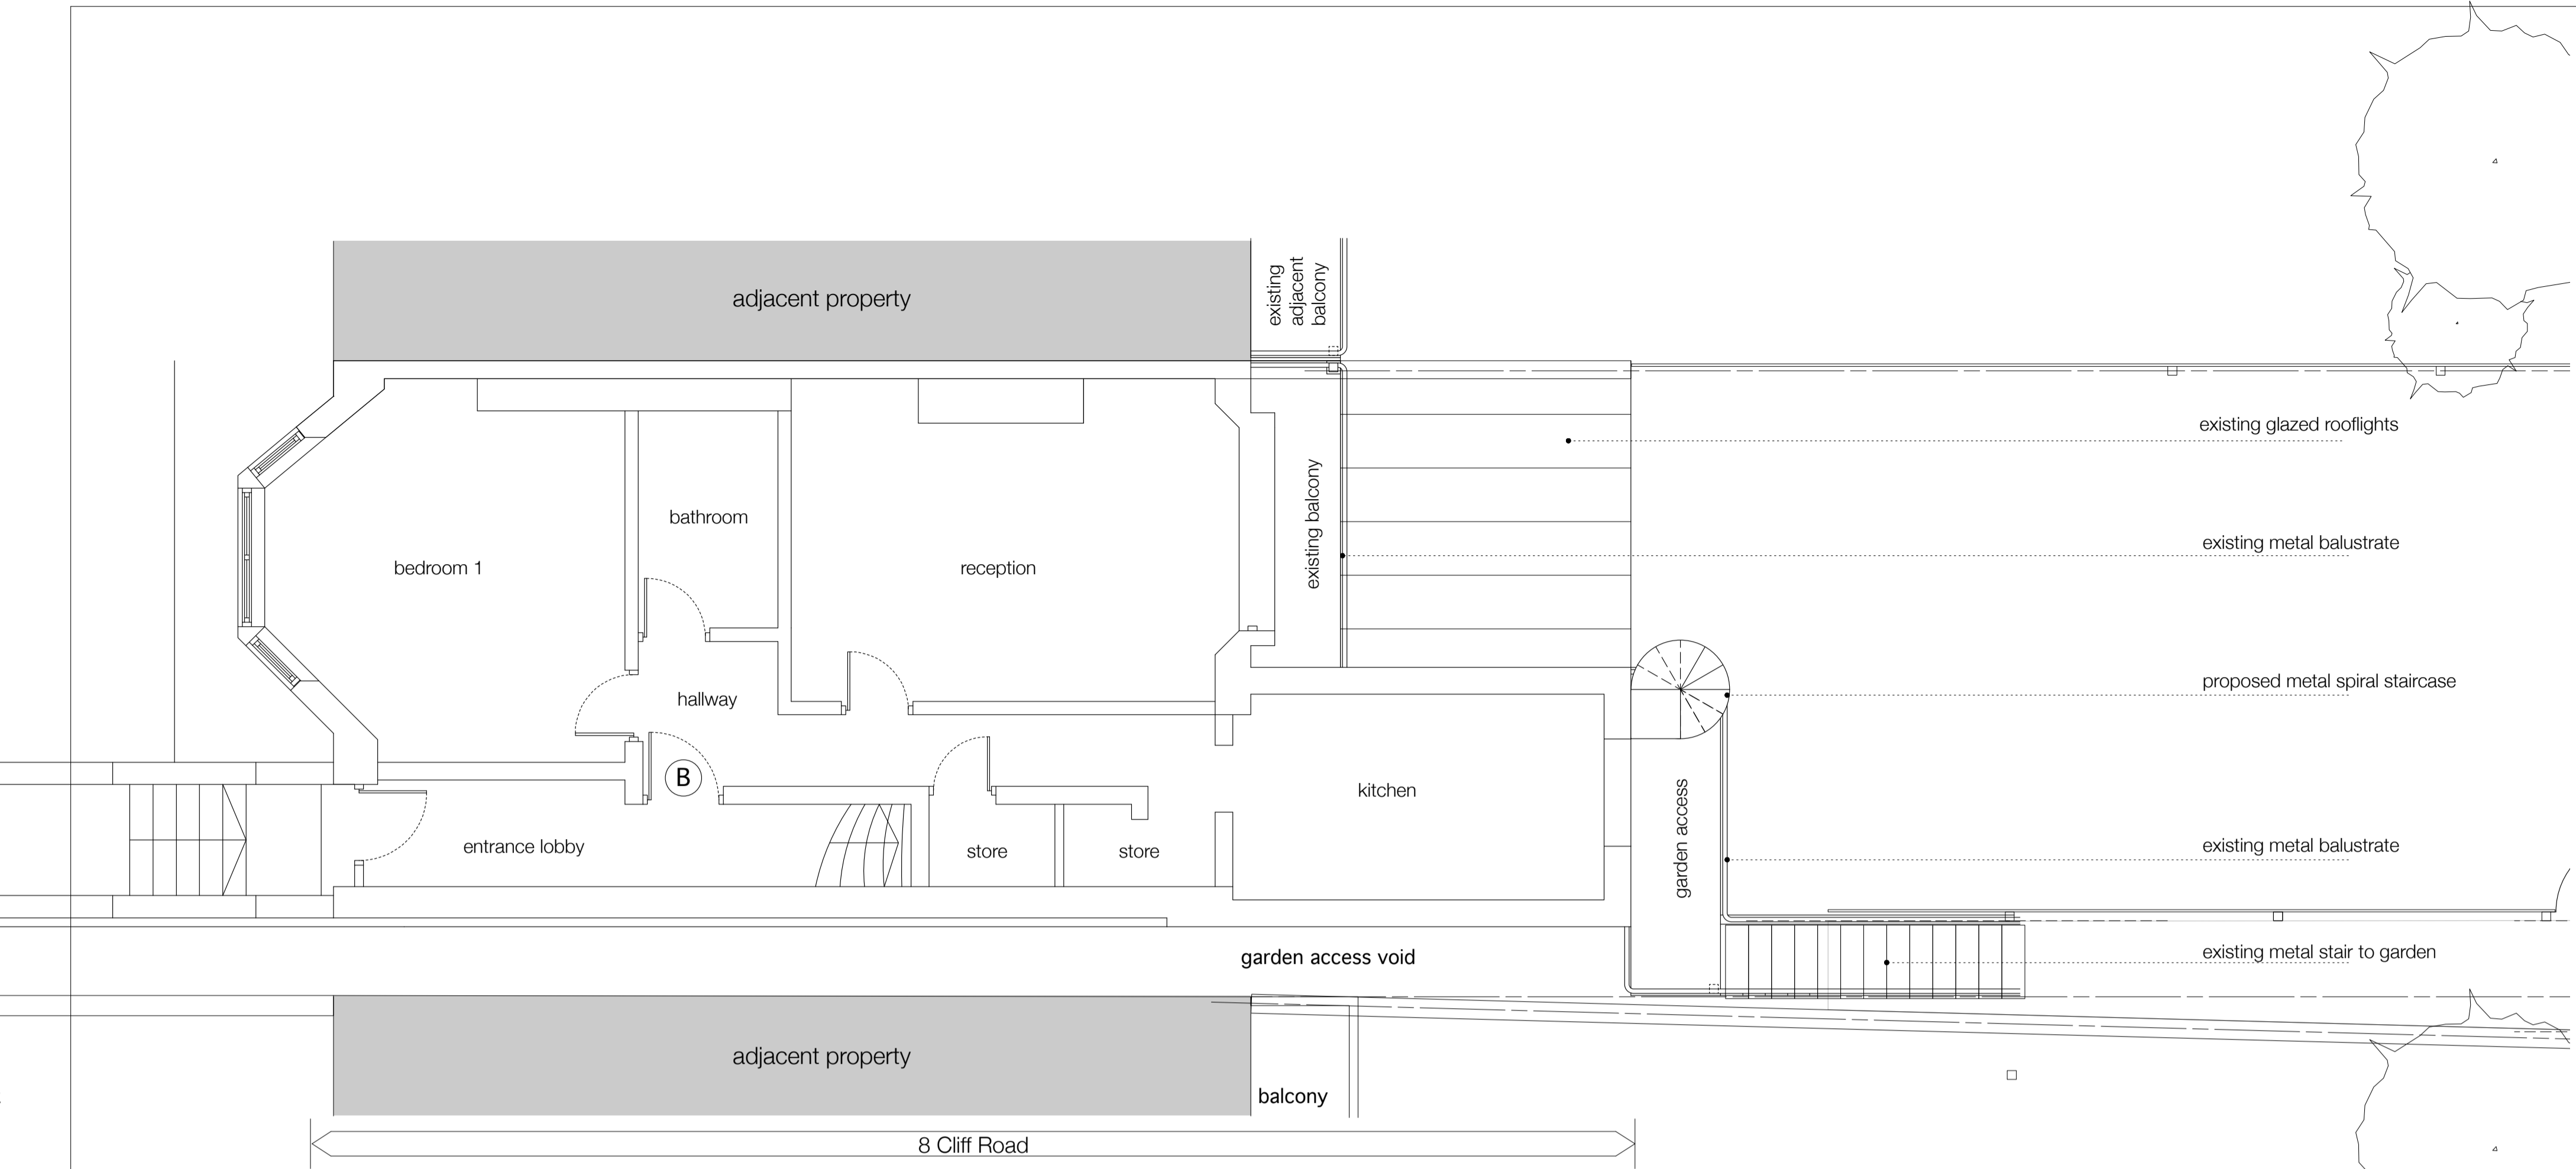 adjacent property
existing
adjacent
balcony
existing glazed rooflights
existing balcony
bathroom
existing metal balustrate
bedroom 1
reception
proposed metal spiral staircase
hallway
B
kitchen
garden access
entrance lobby
store
store
existing metal balustrate
garden access void
existing metal stair to garden
adjacent property
balcony
8 Cliff Road